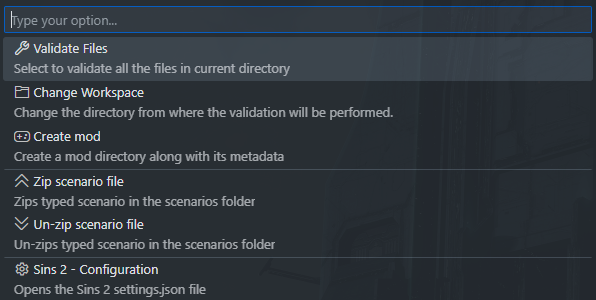 Type your option...
Validate Files
Select to validate all the files in current directory
Change Workspace
Change the directory from where the validation will be performed.
Create mod
Create a mod directory along with its metadata
Zip scenario file
Zips typed scenario in the scenarios folder
Un-zip scenario file
Un-zips typed scenario in the scenarios folder
Sins 2 - Configuration
Opens the Sins 2 settings.json file